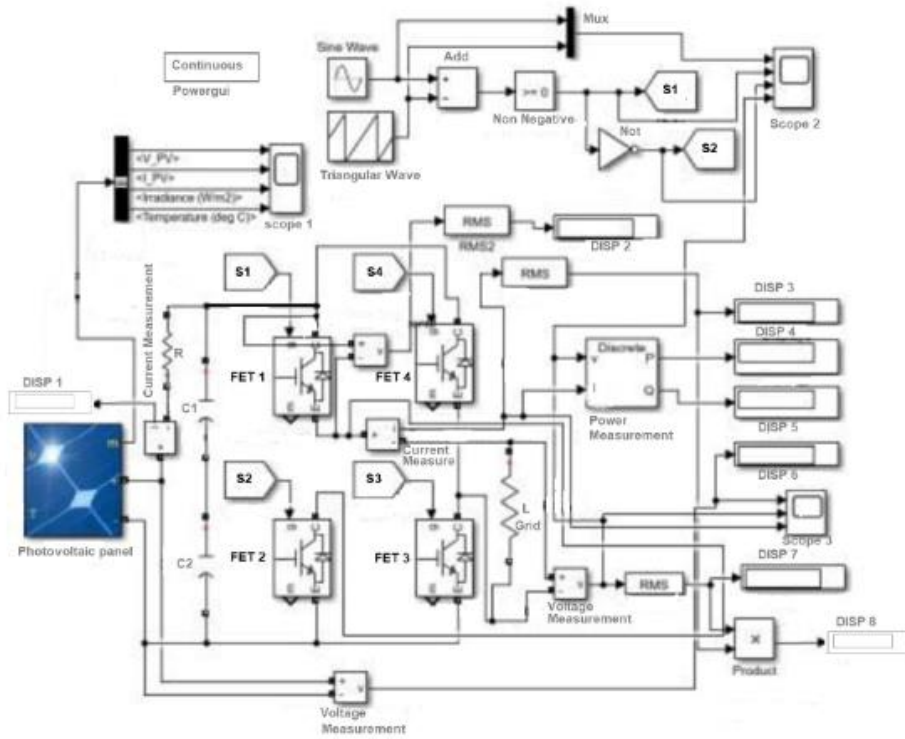 Mux
Sine Wave
Add
Continuous
Powergui
+
−
>= 0
S1
Non Negative
Scope 2
Not
S2
Triangular Wave
<V_PV>
<I_PV>
<Irradiance (W/m2)>
<Temperature (deg C)>
scope 1
RMS
RMS2
DISP 2
S1
S4
RMS
DISP 3
Current Measurement
R
DISP 4
Discrete
V
P
I
Q
FET 1
FET 4
+
−
v
DISP 1
C1
Power
Measurement
DISP 5
Current
Measure
S2
S3
DISP 6
L
Grid
Photovoltaic panel
C2
FET 2
FET 3
Scope 3
DISP 7
+
−
v
RMS
Voltage
Measurement
DISP 8
×
Product
+
−
v
Voltage
Measurement